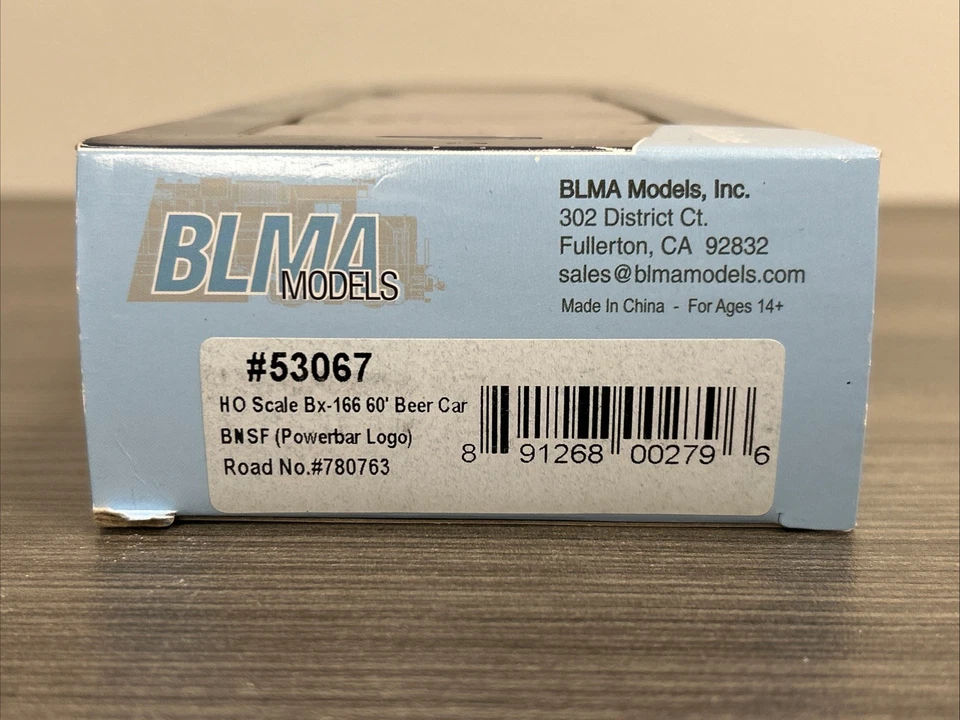 BLMA
MODELS
BLMA Models, Inc.
302 District Ct.
Fullerton, CA 92832
sales@blmamodels.com
Made In China - For Ages 14+
#53067
HO Scale Bx-166 60' Beer Car
BNSF (Powerbar Logo)
Road No.#780763
8 91268 00279 6